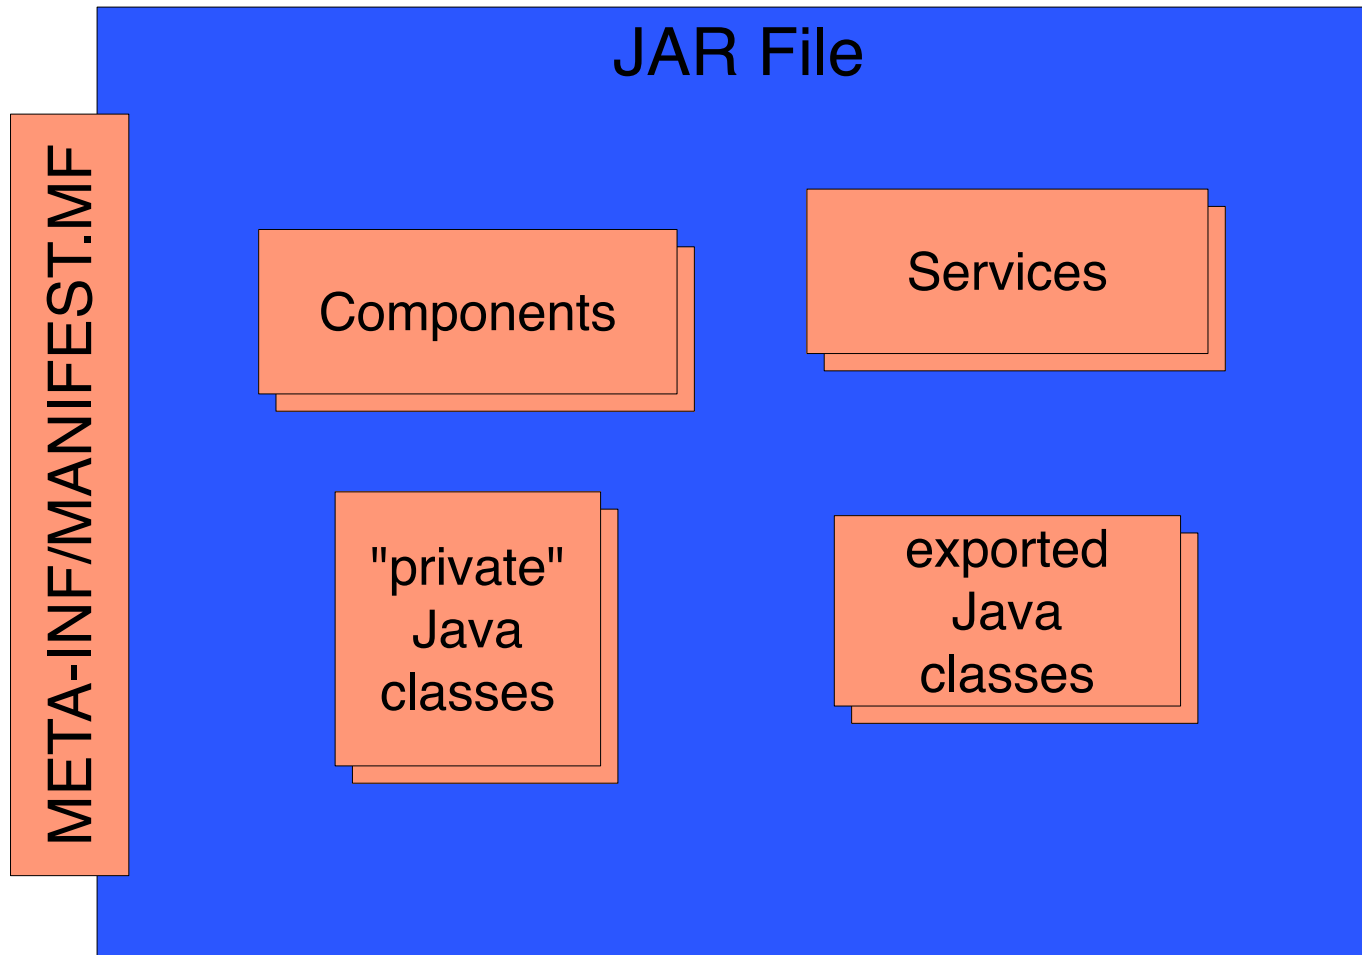 JAR File
META-INF/MANIFEST.MF
Components
Services
"private"
Java
classes
exported
Java
classes